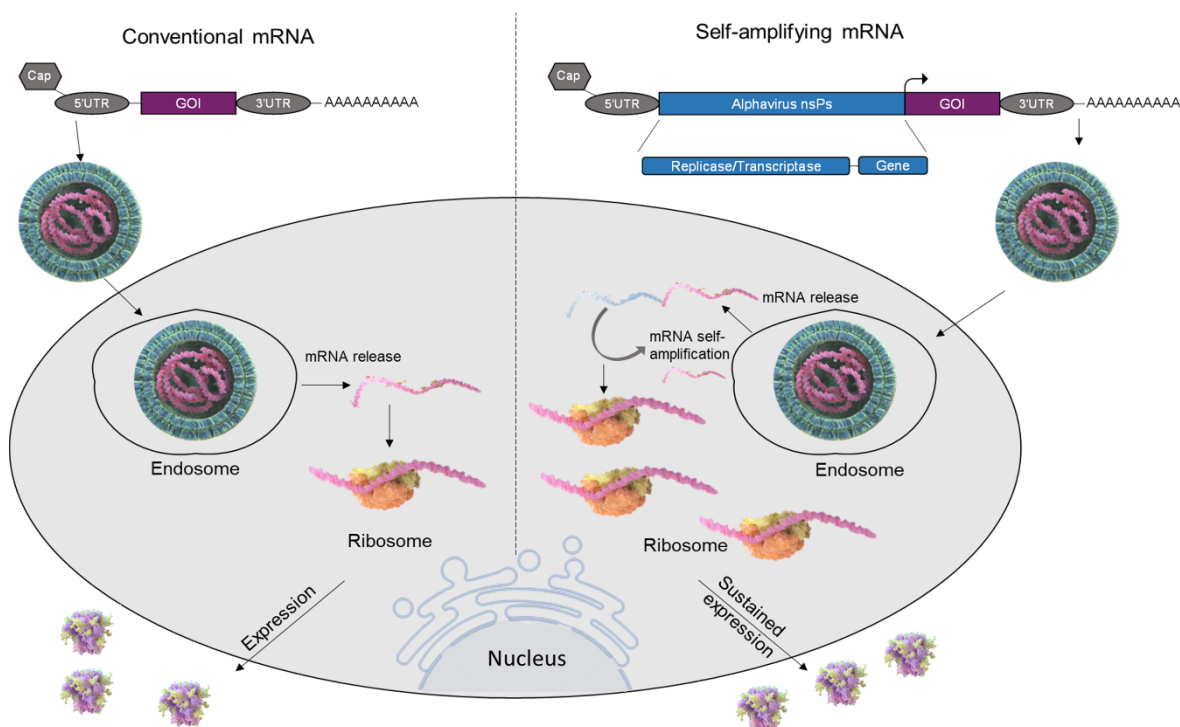 Conventional mRNA
Cap
5'UTR
GOI
3'UTR
AAAAAAAAAA
Self-amplifying mRNA
Cap
5'UTR
Alphavirus nsPs
GOI
3'UTR
AAAAAAAAAA
Replicase/Transcriptase
Gene
mRNA release
Endosome
Ribosome
Expression
mRNA release
mRNA self-
amplification
Endosome
Ribosome
Sustained
expression
Nucleus